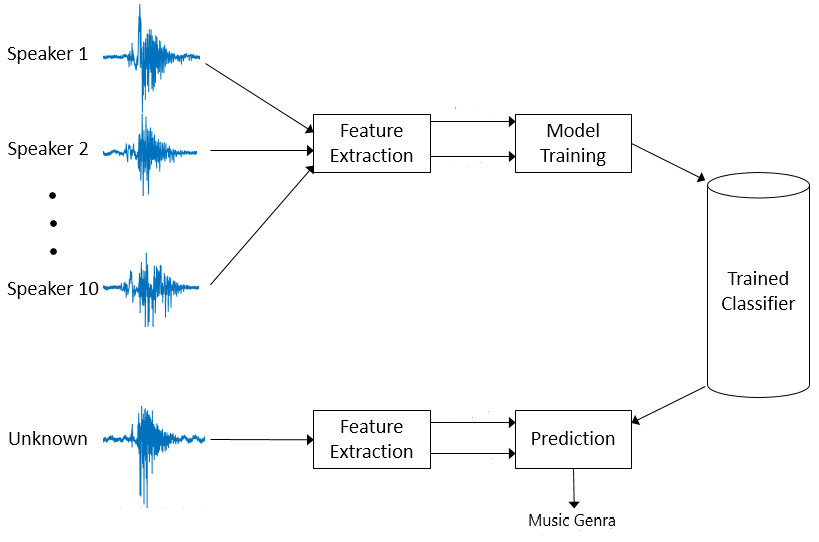 Speaker 1
Speaker 2
Speaker 10
Feature
Extraction
Model
Training
Trained
Classifier
Unknown
Feature
Extraction
Prediction
Music Genra